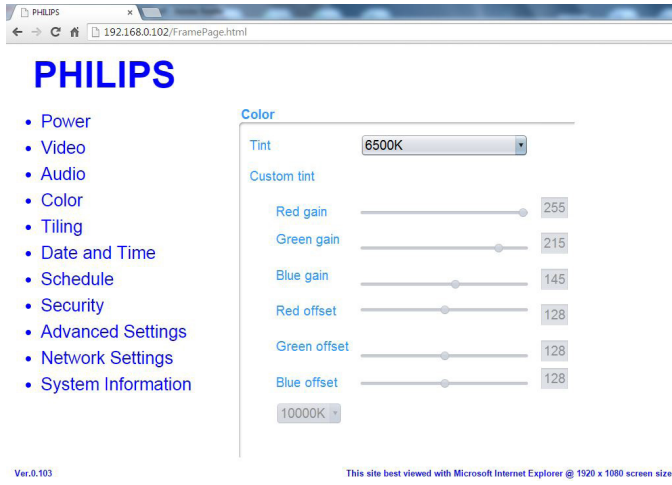 PHILIPS
192.168.0.102/FramePage.html
PHILIPS
• Power
• Video
• Audio
• Color
• Tiling
• Date and Time
• Schedule
• Security
• Advanced Settings
• Network Settings
• System Information
Color
Tint 6500K
Custom tint
Red gain 255
Green gain 215
Blue gain 145
Red offset 128
Green offset 128
Blue offset 128
10000K
Ver.0.103 This site best viewed with Microsoft Internet Explorer @ 1920 x 1080 screen size